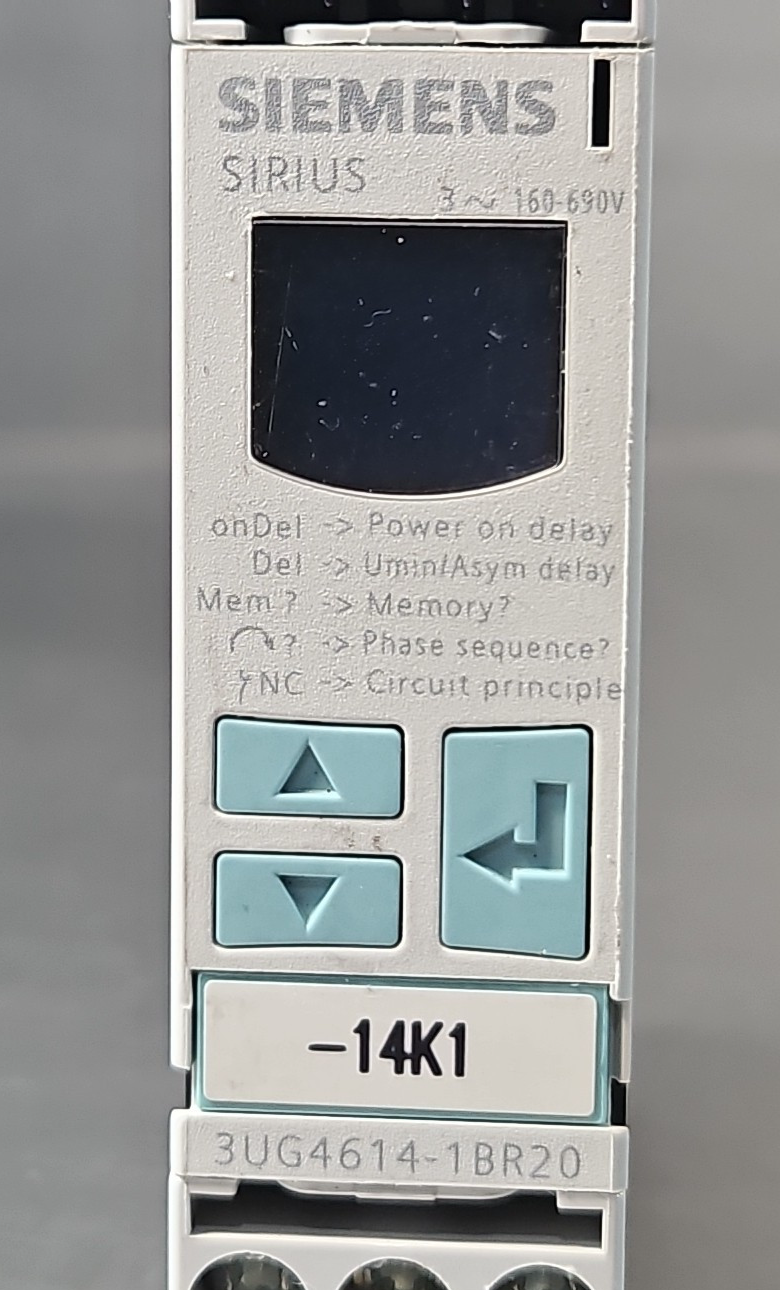 SIEMENS
SIRIUS
3~ 160-690V
onDel -> Power on delay
Del -> Umin/Asym delay
Mem? -> Memory?
? -> Phase sequence?
NC -> Circuit principle
-14K1
3UG4614-1BR20